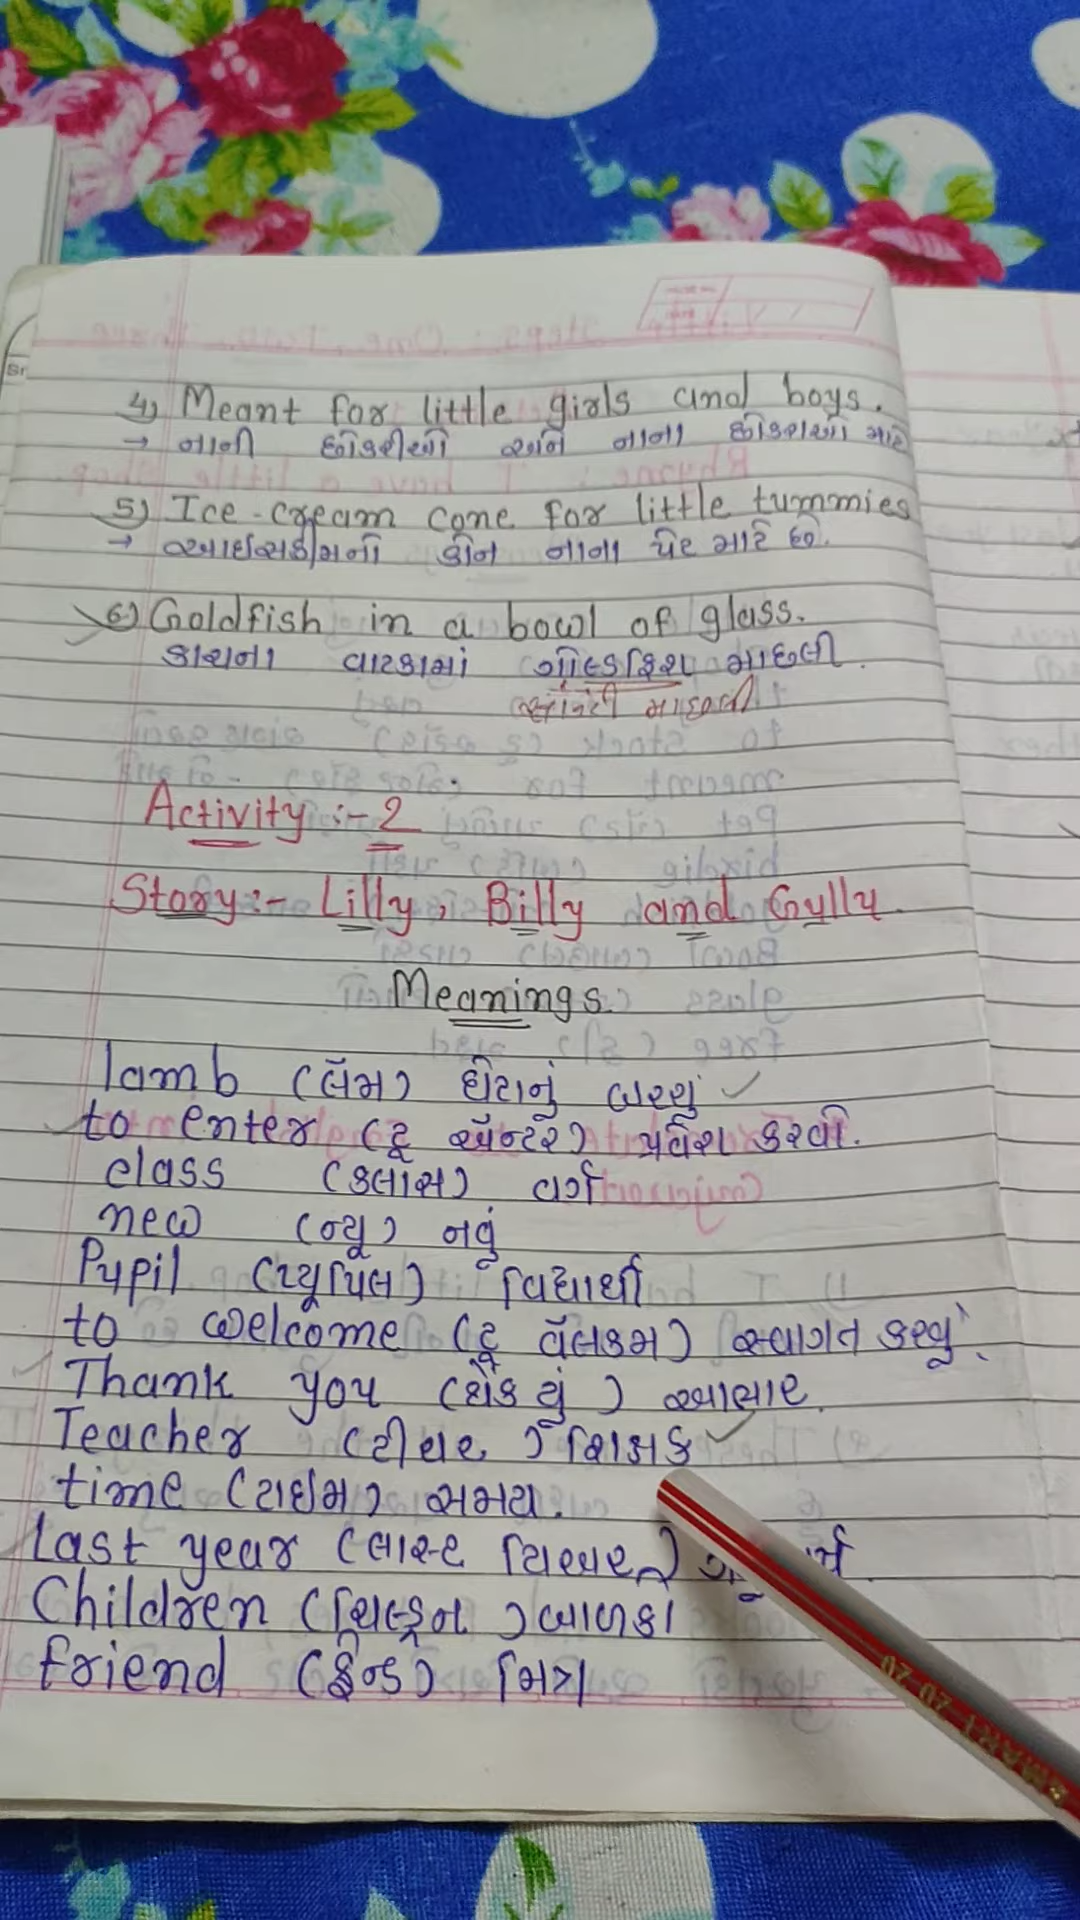 4) Meant for little girls and boys.
→ નાની છોકરીઓ અને નાના છોકરાઓ માટે
5) Ice-cream cone for little tummies
→ આઇસક્રીમનો કોન નાના પેટ માટે છે.
6) Goldfish in a bowl of glass.
કાચના વાટકામાં ગોલ્ડફિશ માછલી
સોનેરી માછલી
Activity :- 2
Story :- Lilly, Billy and Gylly.
Meanings.
lamb (લૅમ) ઘેટાનું બચ્ચું
to enter (ટૂ ઍન્ટર) પ્રવેશ કરવો.
class (ક્લાસ) વર્ગ
new (ન્યૂ) નવું
Pupil (પ્યૂપિલ) વિદ્યાર્થી
to welcome (ટૂ વૅલકમ) સ્વાગત કરવું.
Thank you (થેંક યું) આભાર.
Teacher (ટીચર) શિક્ષક
time (ટાઇમ) સમય.
last year (લાસ્ટ યિઅર)
Children (ચિલ્ડ્રન) બાળકો
friend (ફ્રેન્ડ) મિત્ર